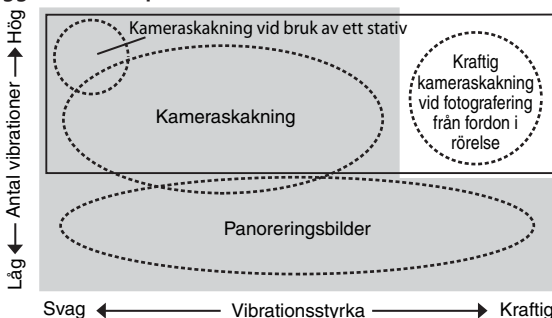 Kameraskakning vid bruk av ett stativ
Kraftig
kameraskakning
vid fotografering
från fordon i
rörelse
Kameraskakning
Panoreringsbilder
Låg Antal vibrationer Hög
Svag Vibrationsstyrka Kraftig